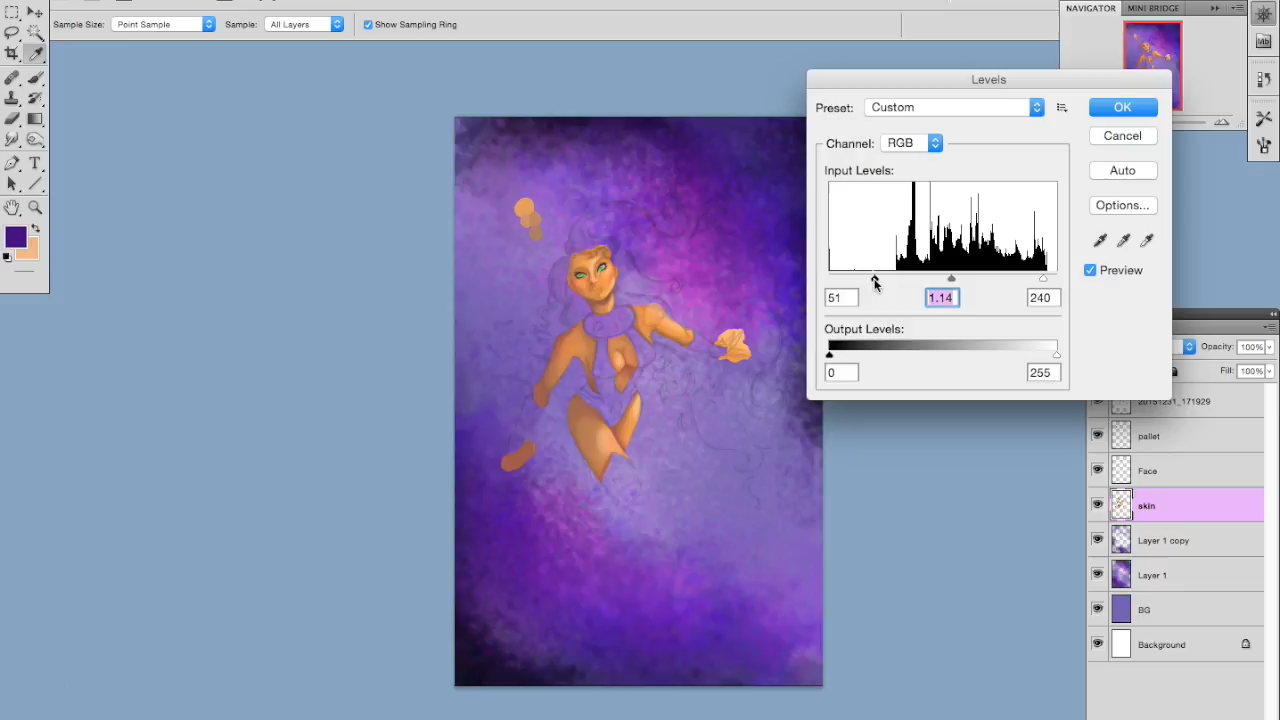 Sample Size: Point Sample Sample: All Layers Show Sampling Ring
NAVIGATOR MINI BRIDGE
Mb
Levels
Preset: Custom OK
Cancel
Channel: RGB
Input Levels: Auto
Options...
Preview
51 1.14 240
Output Levels:
0 255
Opacity: 100%
Fill: 100%
20151231_171929
pallet
Face
skin
Layer 1 copy
Layer 1
BG
Background